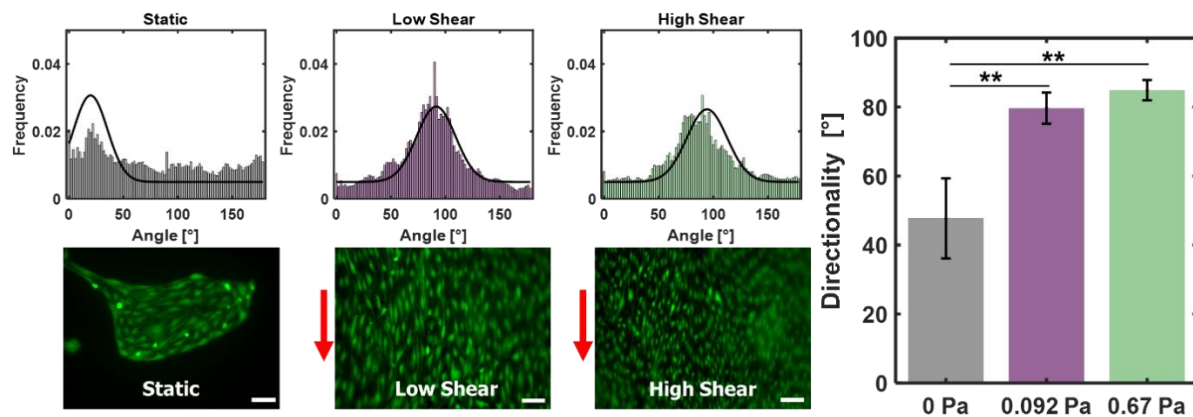 Static
Low Shear
High Shear
Frequency
0.04
0.02
0
0 50 100 150
Angle [°]
Frequency
0.04
0.02
0
0 50 100 150
Angle [°]
Frequency
0.04
0.02
0
0 50 100 150
Angle [°]
Static
Low Shear
High Shear
Directionality [°]
100
80
60
40
20
0
**
**
0 Pa 0.092 Pa 0.67 Pa